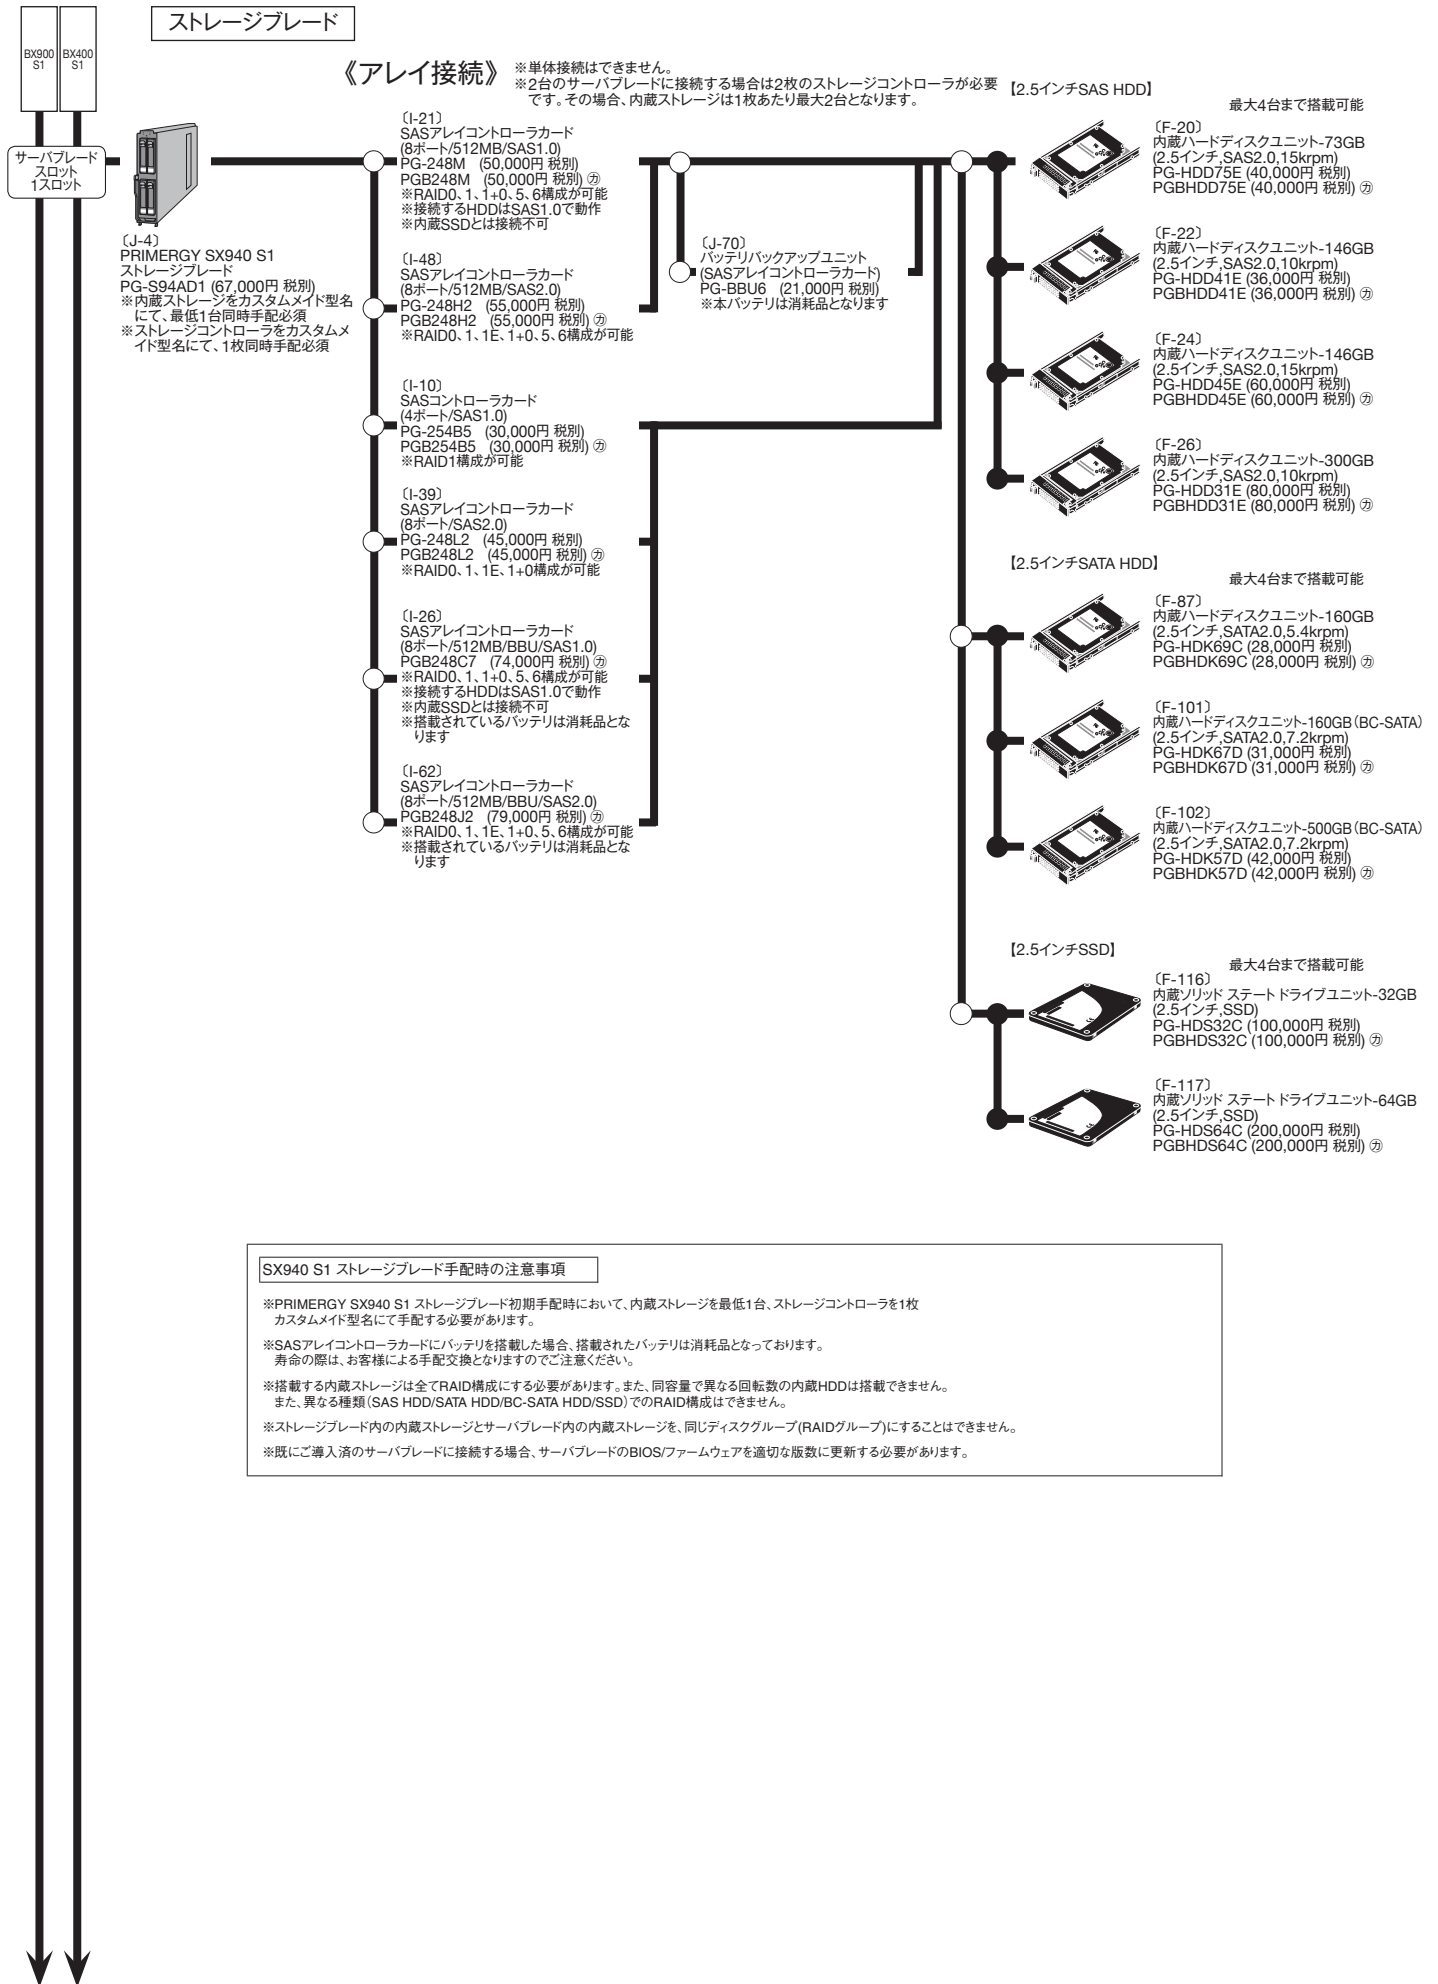 BX900
S1
BX400
S1
ストレージブレード
《アレイ接続》
※単体接続はできません。
※2台のサーバブレードに接続する場合は2枚のストレージコントローラが必要
です。その場合、内蔵ストレージは1枚あたり最大2台となります。
サーバブレード
スロット
1スロット
〔J-4〕
PRIMERGY SX940 S1
ストレージブレード
PG-S94AD1 (67,000円 税別)
※内蔵ストレージをカスタムメイド型名
にて、最低1台同時手配必須
※ストレージコントローラをカスタムメ
イド型名にて、1枚同時手配必須
〔I-21〕
SASアレイコントローラカード
(8ポート/512MB/SAS1.0)
PG-248M (50,000円 税別)
PGB248M (50,000円 税別) ㋕
※RAID0、1、1+0、5、6構成が可能
※接続するHDDはSAS1.0で動作
※内蔵SSDとは接続不可
〔I-48〕
SASアレイコントローラカード
(8ポート/512MB/SAS2.0)
PG-248H2 (55,000円 税別)
PGB248H2 (55,000円 税別) ㋕
※RAID0、1、1E、1+0、5、6構成が可能
〔I-10〕
SASコントローラカード
(4ポート/SAS1.0)
PG-254B5 (30,000円 税別)
PGB254B5 (30,000円 税別) ㋕
※RAID1構成が可能
〔I-39〕
SASアレイコントローラカード
(8ポート/SAS2.0)
PG-248L2 (45,000円 税別)
PGB248L2 (45,000円 税別) ㋕
※RAID0、1、1E、1+0構成が可能
〔I-26〕
SASアレイコントローラカード
(8ポート/512MB/BBU/SAS1.0)
PGB248C7 (74,000円 税別) ㋕
※RAID0、1、1+0、5、6構成が可能
※接続するHDDはSAS1.0で動作
※内蔵SSDとは接続不可
※搭載されているバッテリは消耗品とな
ります
〔I-62〕
SASアレイコントローラカード
(8ポート/512MB/BBU/SAS2.0)
PGB248J2 (79,000円 税別) ㋕
※RAID0、1、1E、1+0、5、6構成が可能
※搭載されているバッテリは消耗品とな
ります
〔J-70〕
バッテリバックアップユニット
(SASアレイコントローラカード)
PG-BBU6 (21,000円 税別)
※本バッテリは消耗品となります
【2.5インチSAS HDD】
最大4台まで搭載可能
〔F-20〕
内蔵ハードディスクユニット-73GB
(2.5インチ,SAS2.0,15krpm)
PG-HDD75E (40,000円 税別)
PGBHDD75E (40,000円 税別) ㋕
〔F-22〕
内蔵ハードディスクユニット-146GB
(2.5インチ,SAS2.0,10krpm)
PG-HDD41E (36,000円 税別)
PGBHDD41E (36,000円 税別) ㋕
〔F-24〕
内蔵ハードディスクユニット-146GB
(2.5インチ,SAS2.0,15krpm)
PG-HDD45E (60,000円 税別)
PGBHDD45E (60,000円 税別) ㋕
〔F-26〕
内蔵ハードディスクユニット-300GB
(2.5インチ,SAS2.0,10krpm)
PG-HDD31E (80,000円 税別)
PGBHDD31E (80,000円 税別) ㋕
【2.5インチSATA HDD】
最大4台まで搭載可能
〔F-87〕
内蔵ハードディスクユニット-160GB
(2.5インチ,SATA2.0,5.4krpm)
PG-HDK69C (28,000円 税別)
PGBHDK69C (28,000円 税別) ㋕
〔F-101〕
内蔵ハードディスクユニット-160GB(BC-SATA)
(2.5インチ,SATA2.0,7.2krpm)
PG-HDK67D (31,000円 税別)
PGBHDK67D (31,000円 税別) ㋕
〔F-102〕
内蔵ハードディスクユニット-500GB(BC-SATA)
(2.5インチ,SATA2.0,7.2krpm)
PG-HDK57D (42,000円 税別)
PGBHDK57D (42,000円 税別) ㋕
【2.5インチSSD】
最大4台まで搭載可能
〔F-116〕
内蔵ソリッド ステートドライブユニット-32GB
(2.5インチ,SSD)
PG-HDS32C (100,000円 税別)
PGBHDS32C (100,000円 税別) ㋕
〔F-117〕
内蔵ソリッド ステートドライブユニット-64GB
(2.5インチ,SSD)
PG-HDS64C (200,000円 税別)
PGBHDS64C (200,000円 税別) ㋕
SX940 S1 ストレージブレード手配時の注意事項
※PRIMERGY SX940 S1 ストレージブレード初期手配時において、内蔵ストレージを最低1台、ストレージコントローラを1枚
カスタムメイド型名にて手配する必要があります。
※SASアレイコントローラカードにバッテリを搭載した場合、搭載されたバッテリは消耗品となっております。
寿命の際は、お客様による手配交換となりますのでご注意ください。
※搭載する内蔵ストレージは全てRAID構成にする必要があります。また、同容量で異なる回転数の内蔵HDDは搭載できません。
また、異なる種類(SAS HDD/SATA HDD/BC-SATA HDD/SSD)でのRAID構成はできません。
※ストレージブレード内の内蔵ストレージとサーバブレード内の内蔵ストレージを、同じディスクグループ(RAIDグループ)にすることはできません。
※既にご導入済のサーバブレードに接続する場合、サーバブレードのBIOS/ファームウェアを適切な版数に更新する必要があります。